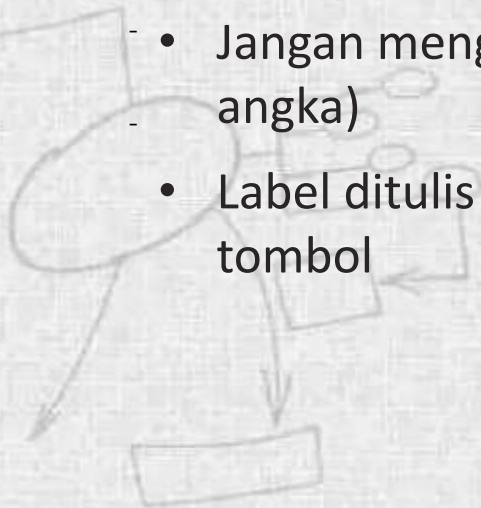 - • Jangan meng
- angka)
• Label ditulis
tombol